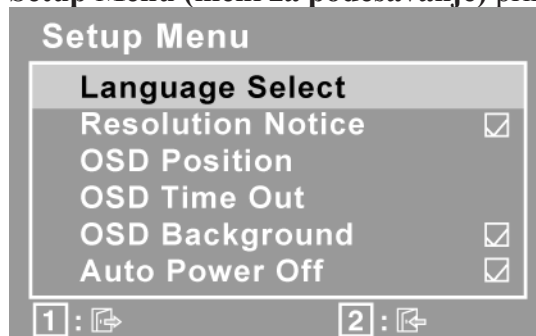 Setup Menu
Language Select
Resolution Notice
OSD Position
OSD Time Out
OSD Background
Auto Power Off
1 : 2 :